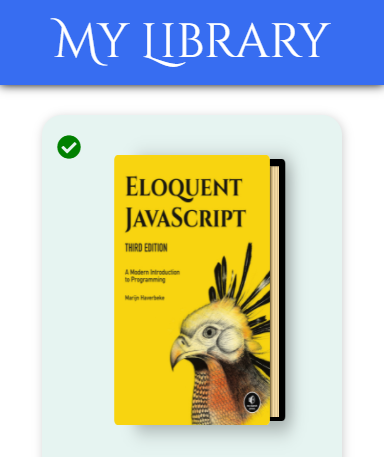 My Library
Eloquent
JavaScript
THIRD EDITION
A Modern Introduction
to Programming
Marijn Haverbeke